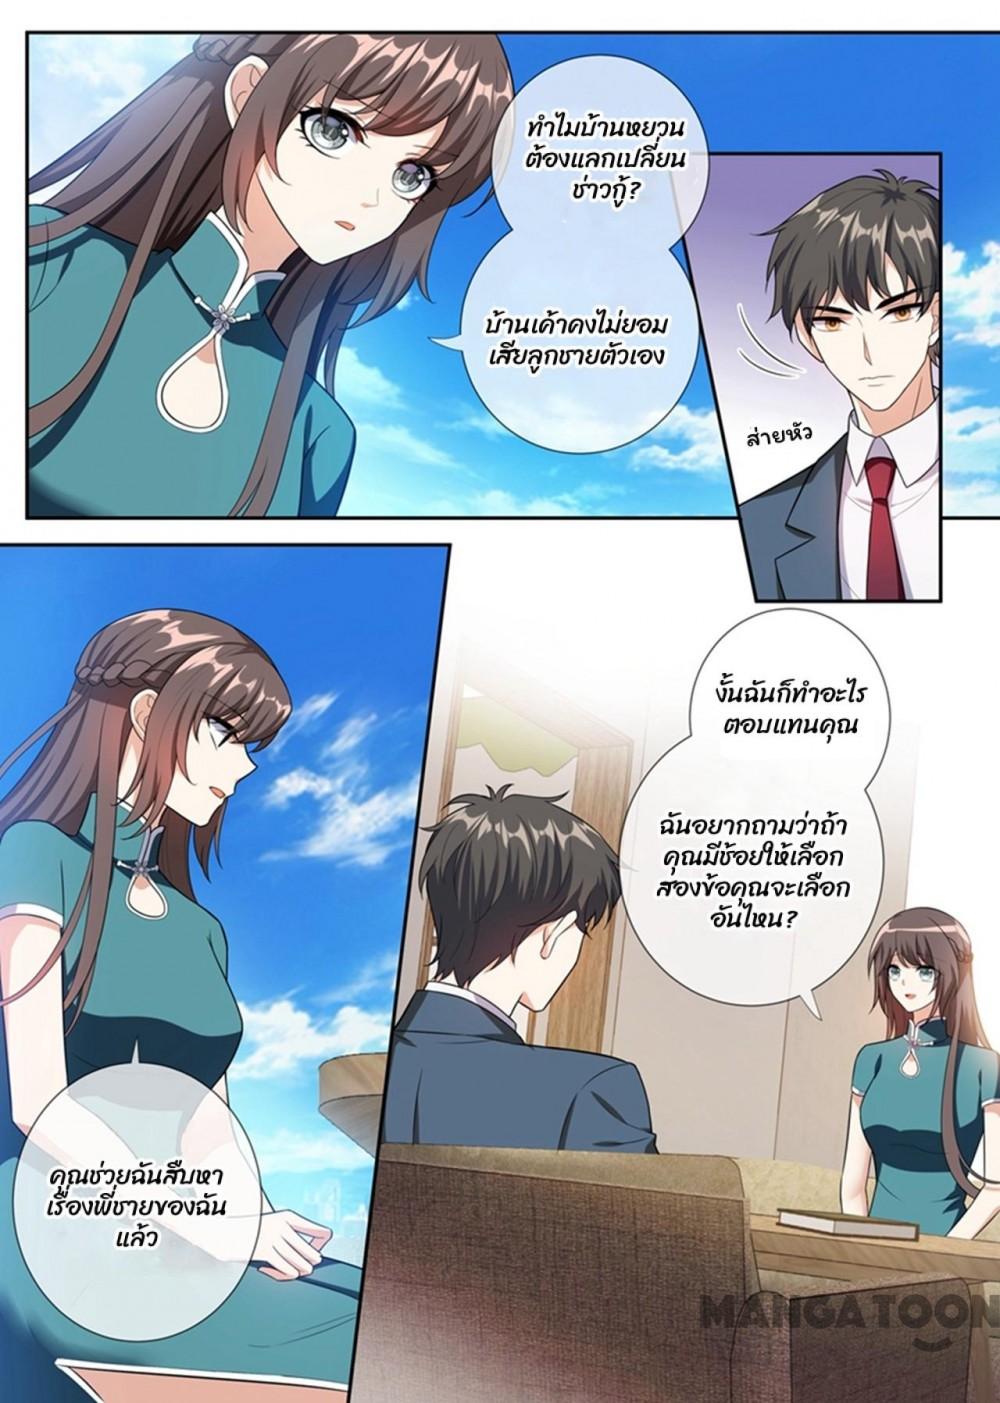 ทำไมบ้านหยวน
ต้องแลกเปลี่ยน
ช่าวกู้?
บ้านเค้าคงไม่ยอม
เสียลูกชายตัวเอง
ส่ายหัว
คุณช่วยฉันสืบหา
เรื่องพี่ชายของฉัน
แล้ว
งั้นฉันก็ทำอะไร
ตอบแทนคุณ
ฉันอยากถามว่าถ้า
คุณมีช้อยให้เลือก
สองข้อคุณจะเลือก
อันไหน?
MANGATOON